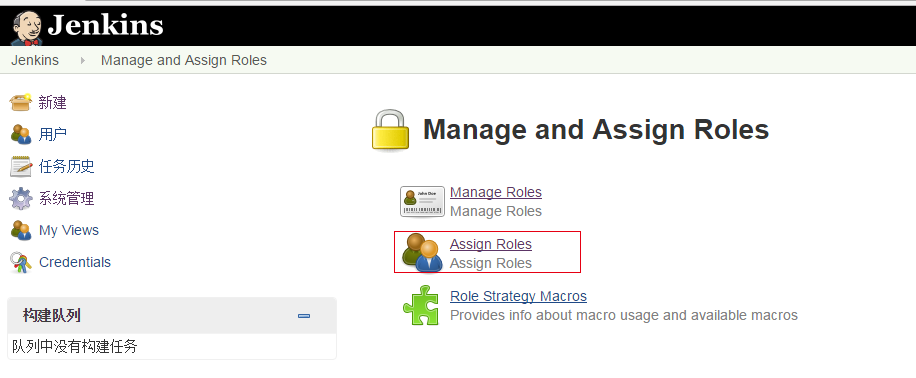 Jenkins
Jenkins Manage and Assign Roles
新建
用户
任务历史
系统管理
My Views
Credentials
构建队列
队列中没有构建任务
Manage and Assign Roles
Manage Roles
Manage Roles
Assign Roles
Assign Roles
Role Strategy Macros
Provides info about macro usage and available macros